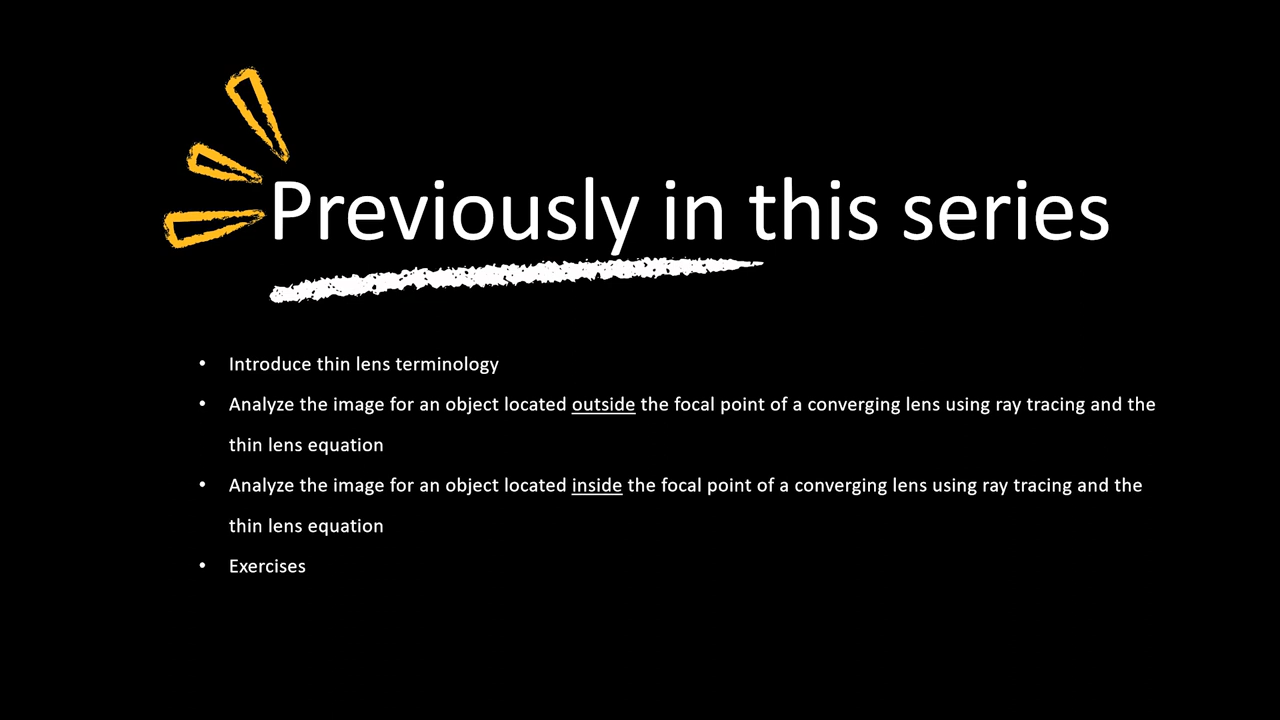 Previously in this series
• Introduce thin lens terminology
• Analyze the image for an object located outside the focal point of a converging lens using ray tracing and the
thin lens equation
• Analyze the image for an object located inside the focal point of a converging lens using ray tracing and the
thin lens equation
• Exercises